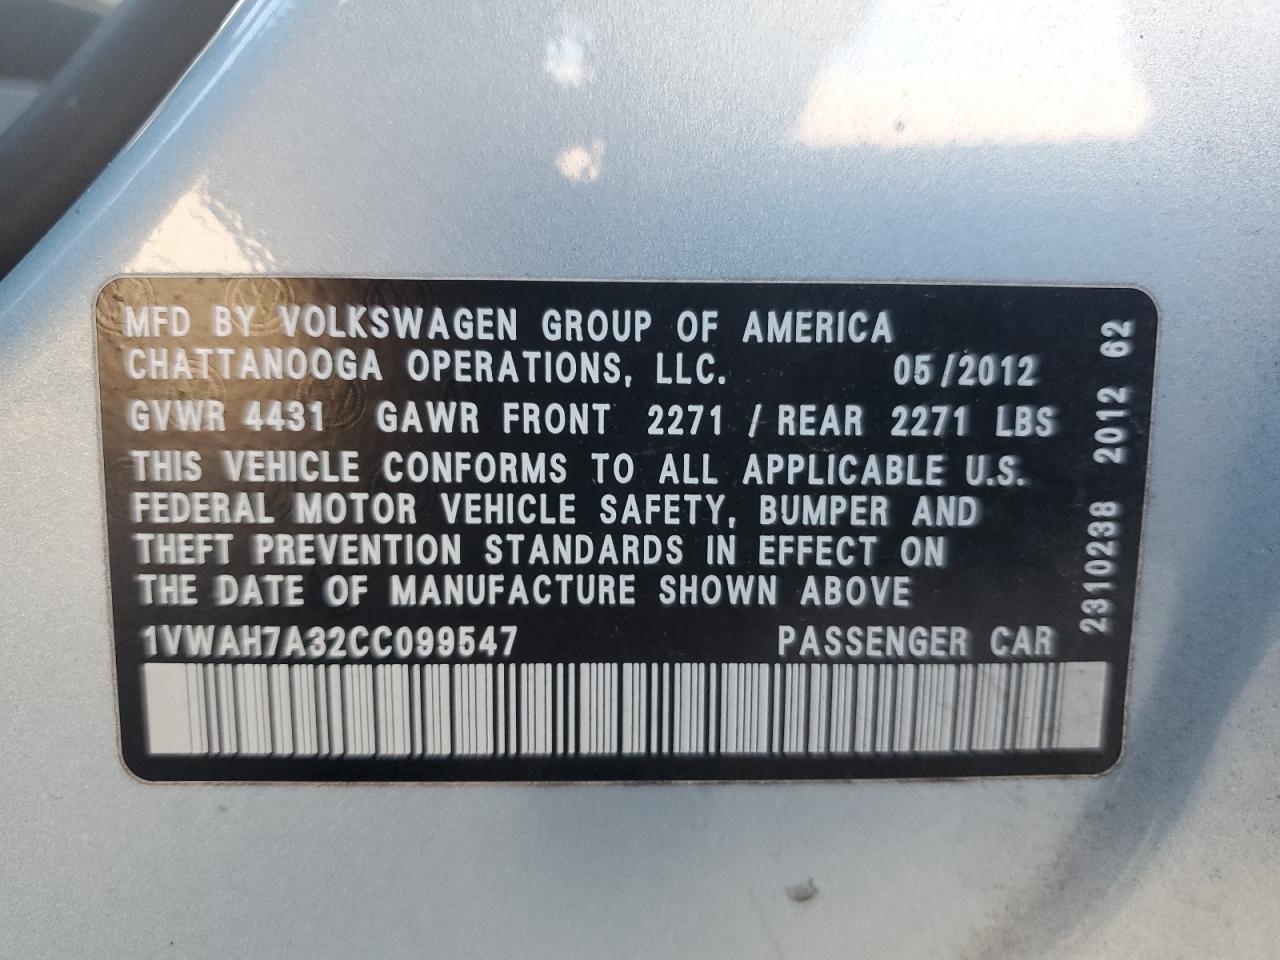 MFD BY VOLKSWAGEN GROUP OF AMERICA
CHATTANOOGA OPERATIONS, LLC. 05/2012
GVWR 4431 GAWR FRONT 2271 / REAR 2271 LBS
THIS VEHICLE CONFORMS TO ALL APPLICABLE U.S.
FEDERAL MOTOR VEHICLE SAFETY, BUMPER AND
THEFT PREVENTION STANDARDS IN EFFECT ON
THE DATE OF MANUFACTURE SHOWN ABOVE
1VWAH7A32CC099547 PASSENGER CAR
23110238 2012 62